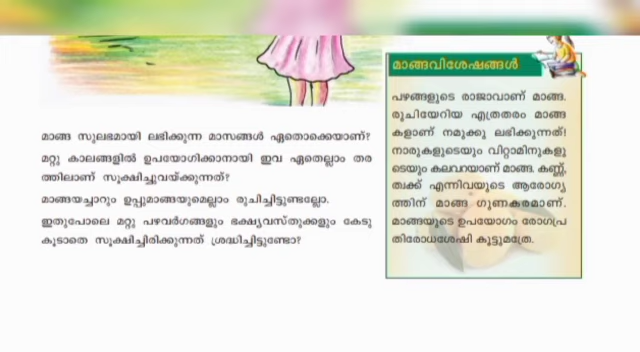 മാങ്ങ സുലഭമായി ലഭിക്കുന്ന മാസങ്ങൾ ഏതൊക്കെയാണ്?
മറ്റു കാലങ്ങളിൽ ഉപയോഗിക്കാനായി ഇവ ഏതെല്ലാം തര
ത്തിലാണ് സൂക്ഷിച്ചുവയ്ക്കുന്നത്?
മാങ്ങയച്ചാറും ഉപ്പുമാങ്ങയുമെല്ലാം രുചിച്ചിട്ടുണ്ടല്ലോ.
ഇതുപോലെ മറ്റു പഴവർഗങ്ങളും ഭക്ഷ്യവസ്തുക്കളും കേടു
കൂടാതെ സൂക്ഷിച്ചിരിക്കുന്നത് ശ്രദ്ധിച്ചിട്ടുണ്ടോ?
മാങ്ങവിശേഷങ്ങൾ
പഴങ്ങളുടെ രാജാവാണ് മാങ്ങ.
രുചിയേറിയ എത്രതരം മാങ്ങ
കളാണ് നമുക്കു ലഭിക്കുന്നത്!
നാരുകളുടെയും വിറ്റാമിനുകളു
ടെയും കലവറയാണ് മാങ്ങ. കണ്ണ്,
ത്വക്ക് എന്നിവയുടെ ആരോഗ്യ
ത്തിന് മാങ്ങ ഗുണകരമാണ്.
മാങ്ങയുടെ ഉപയോഗം രോഗപ്ര
തിരോധശേഷി കൂട്ടുമത്രേ.